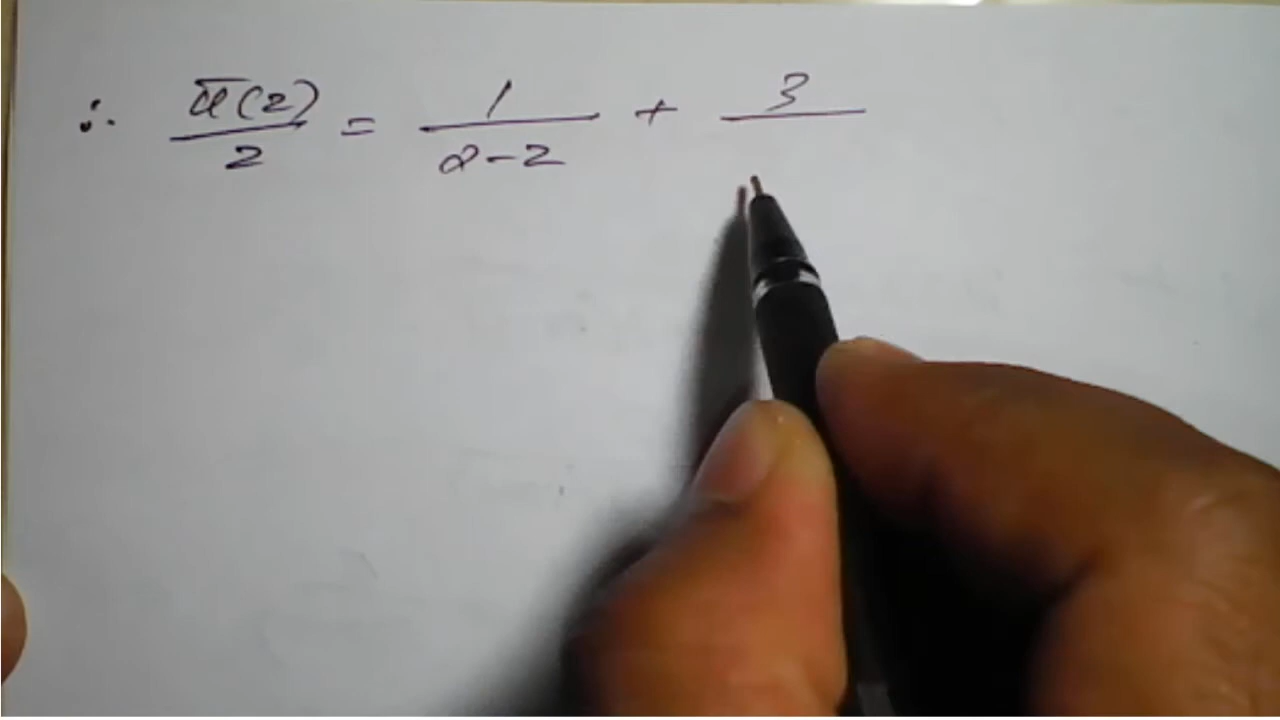 ∴ ū(z)/z = 1/(z-2) + 3/